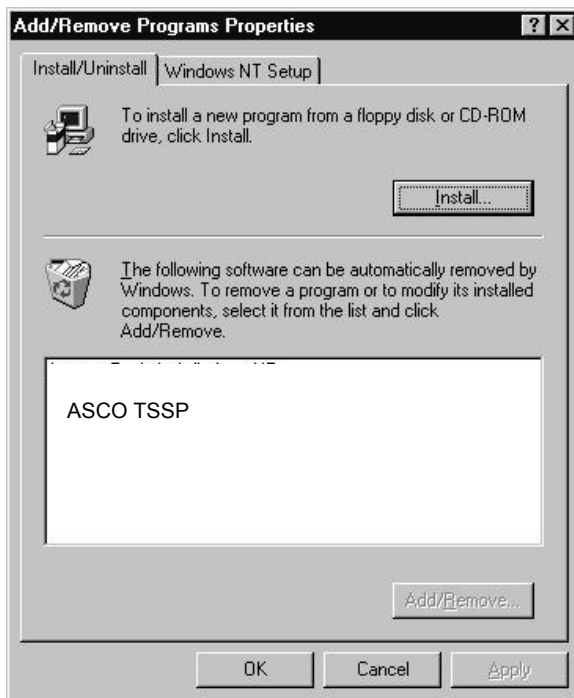 Add/Remove Programs Properties
Install/Uninstall
Windows NT Setup
To install a new program from a floppy disk or CD-ROM
drive, click Install.
Install...
The following software can be automatically removed by
Windows. To remove a program or to modify its installed
components, select it from the list and click
Add/Remove.
ASCO TSSP
Add/Remove...
OK
Cancel
Apply